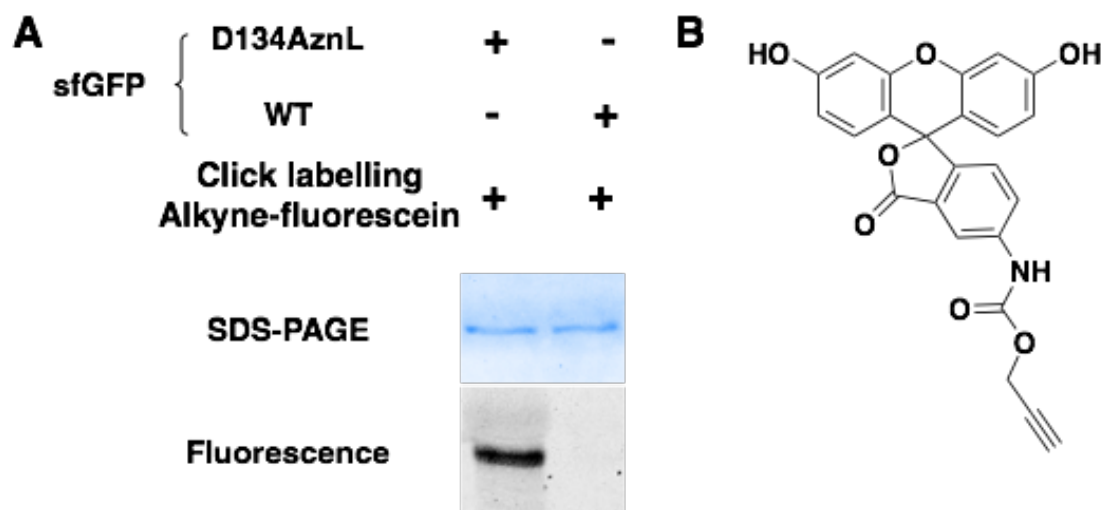 A
D134AznL + -
sfGFP
WT - +
Click labelling
Alkyne-fluorescein + +
SDS-PAGE
Fluorescence
B
HO O OH
O
O
NH
O
O